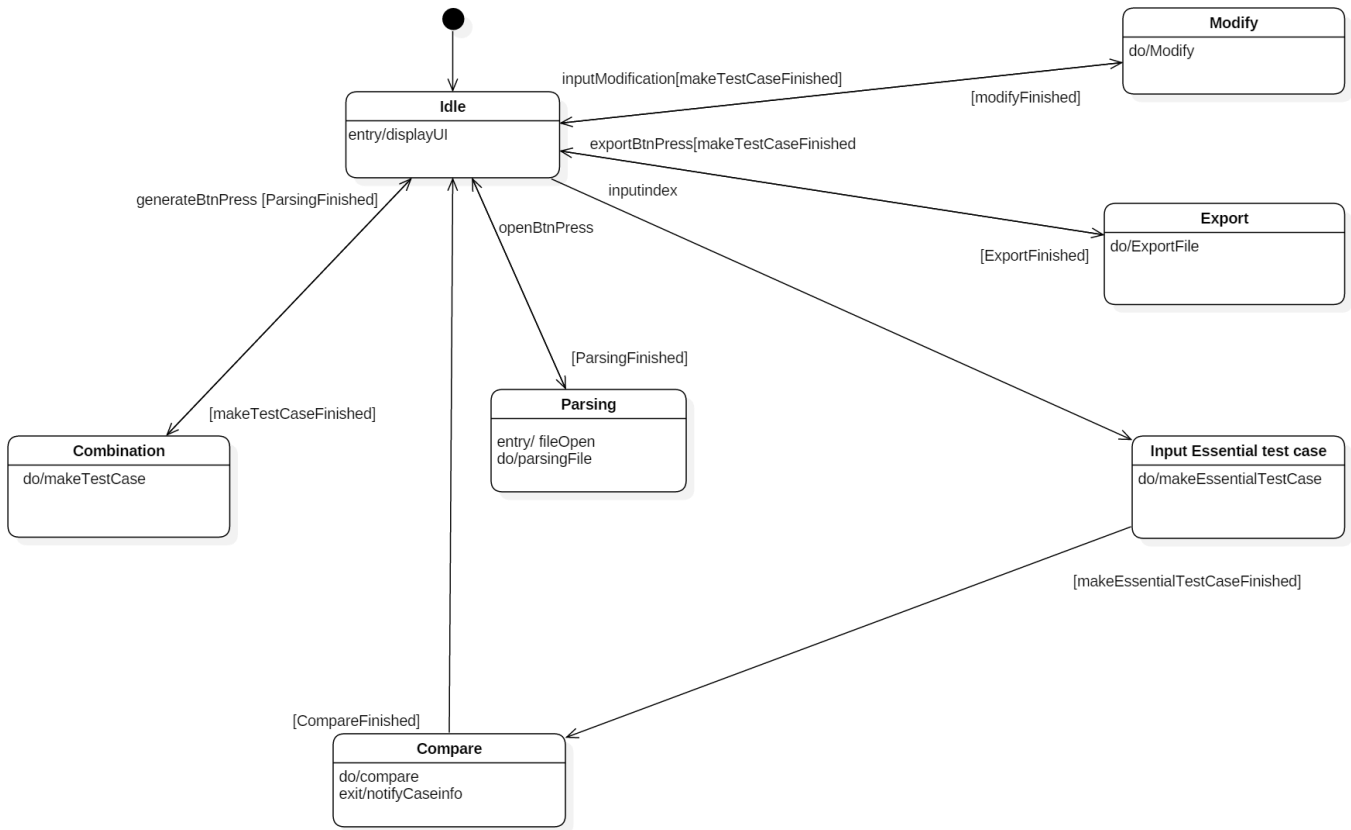 Modify
do/Modify
inputModification[makeTestCaseFinished]
[modifyFinished]
Idle
entry/displayUI
exportBtnPress[makeTestCaseFinished
generateBtnPress [ParsingFinished]
inputindex
openBtnPress
Export
do/ExportFile
[ExportFinished]
[ParsingFinished]
[makeTestCaseFinished]
Parsing
entry/ fileOpen
do/parsingFile
Combination
do/makeTestCase
Input Essential test case
do/makeEssentialTestCase
[makeEssentialTestCaseFinished]
[CompareFinished]
Compare
do/compare
exit/notifyCaseinfo